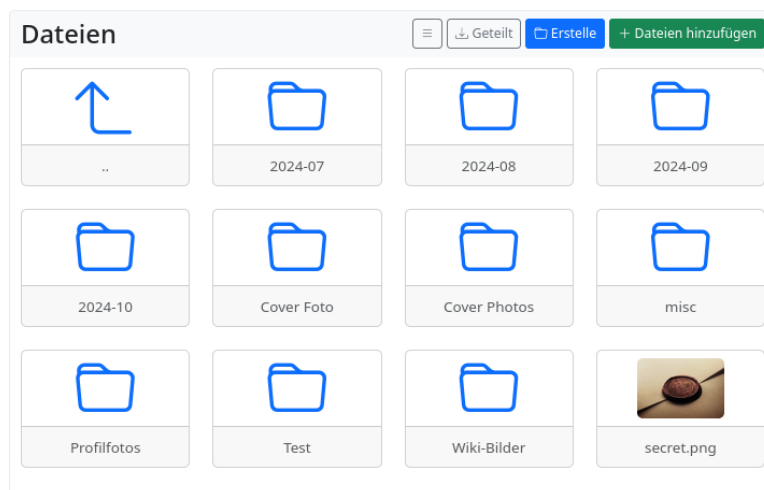 Dateien
Geteilt
Erstelle
Dateien hinzufügen
..
2024-07
2024-08
2024-09
2024-10
Cover Foto
Cover Photos
misc
Profilfotos
Test
Wiki-Bilder
secret.png